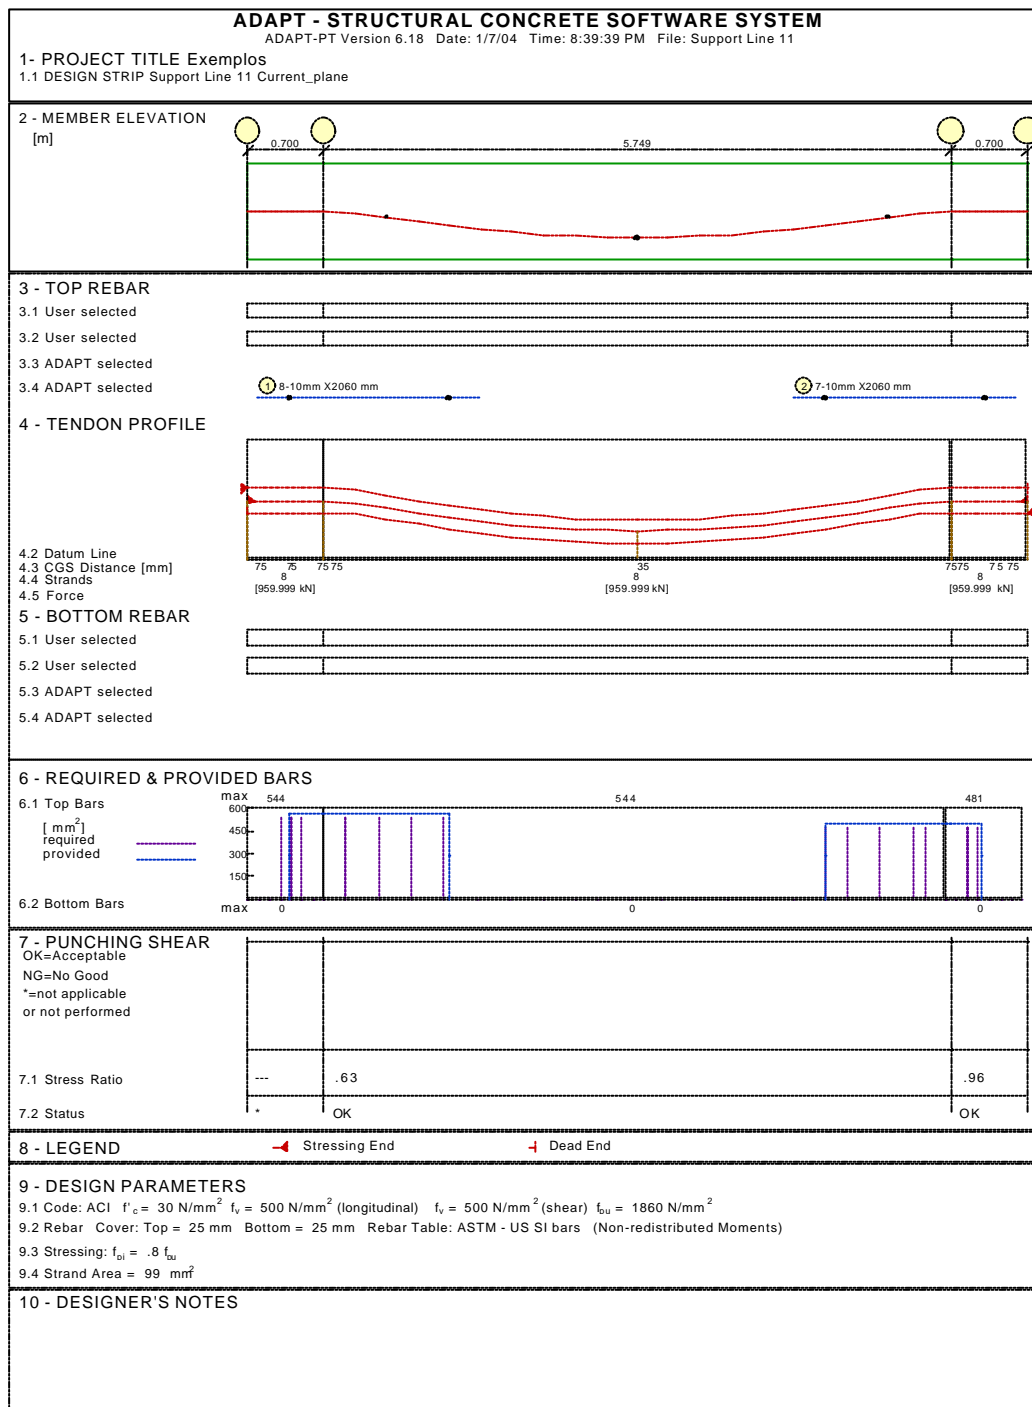 ADAPT - STRUCTURAL CONCRETE SOFTWARE SYSTEM
ADAPT-PT Version 6.18 Date: 1/7/04 Time: 8:39:39 PM File: Support Line 11
1- PROJECT TITLE Exemplos
1.1 DESIGN STRIP Support Line 11 Current_plane
2 - MEMBER ELEVATION
[m]
0.700 5.749 0.700
3 - TOP REBAR
3.1 User selected
3.2 User selected
3.3 ADAPT selected
3.4 ADAPT selected
1 8-10mm X2060 mm 2 7-10mm X2060 mm
4 - TENDON PROFILE
4.2 Datum Line
4.3 CGS Distance [mm] 75 75 75 75 35 75 75 75 75
4.4 Strands 8 8 8
4.5 Force [959.999 kN] [959.999 kN] [959.999 kN]
5 - BOTTOM REBAR
5.1 User selected
5.2 User selected
5.3 ADAPT selected
5.4 ADAPT selected
6 - REQUIRED & PROVIDED BARS
6.1 Top Bars max 544 544 481
600
[ mm²]
450
required
provided 300
150
6.2 Bottom Bars max 0 0 0
7 - PUNCHING SHEAR
OK=Acceptable
NG=No Good
*=not applicable
or not performed
7.1 Stress Ratio --- .63 .96
7.2 Status * OK OK
8 - LEGEND Stressing End Dead End
9 - DESIGN PARAMETERS
9.1 Code: ACI f'c = 30 N/mm² fy = 500 N/mm² (longitudinal) fy = 500 N/mm² (shear) fpu = 1860 N/mm²
9.2 Rebar Cover: Top = 25 mm Bottom = 25 mm Rebar Table: ASTM - US SI bars (Non-redistributed Moments)
9.3 Stressing: fpi = .8 fpu
9.4 Strand Area = 99 mm²
10 - DESIGNER'S NOTES